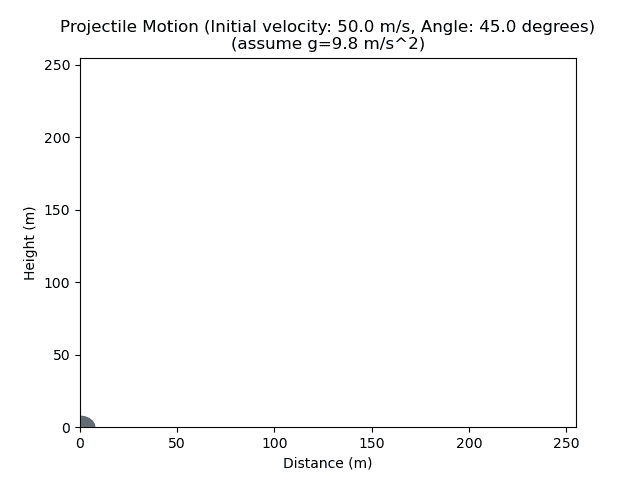 Projectile Motion (Initial velocity: 50.0 m/s, Angle: 45.0 degrees)
(assume g=9.8 m/s^2)
250
200
150
100
50
0
Height (m)
0 50 100 150 200 250
Distance (m)